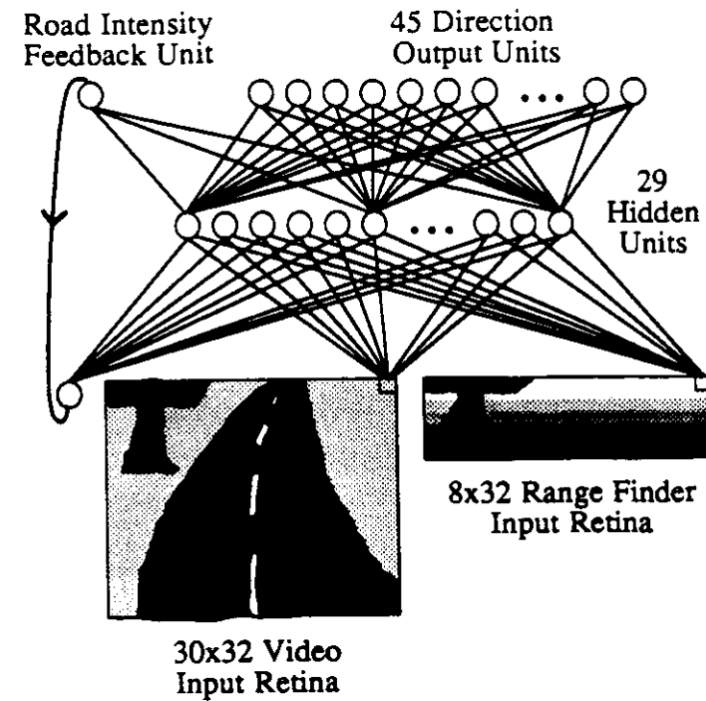 Road Intensity
Feedback Unit
45 Direction
Output Units
29
Hidden
Units
8x32 Range Finder
Input Retina
30x32 Video
Input Retina